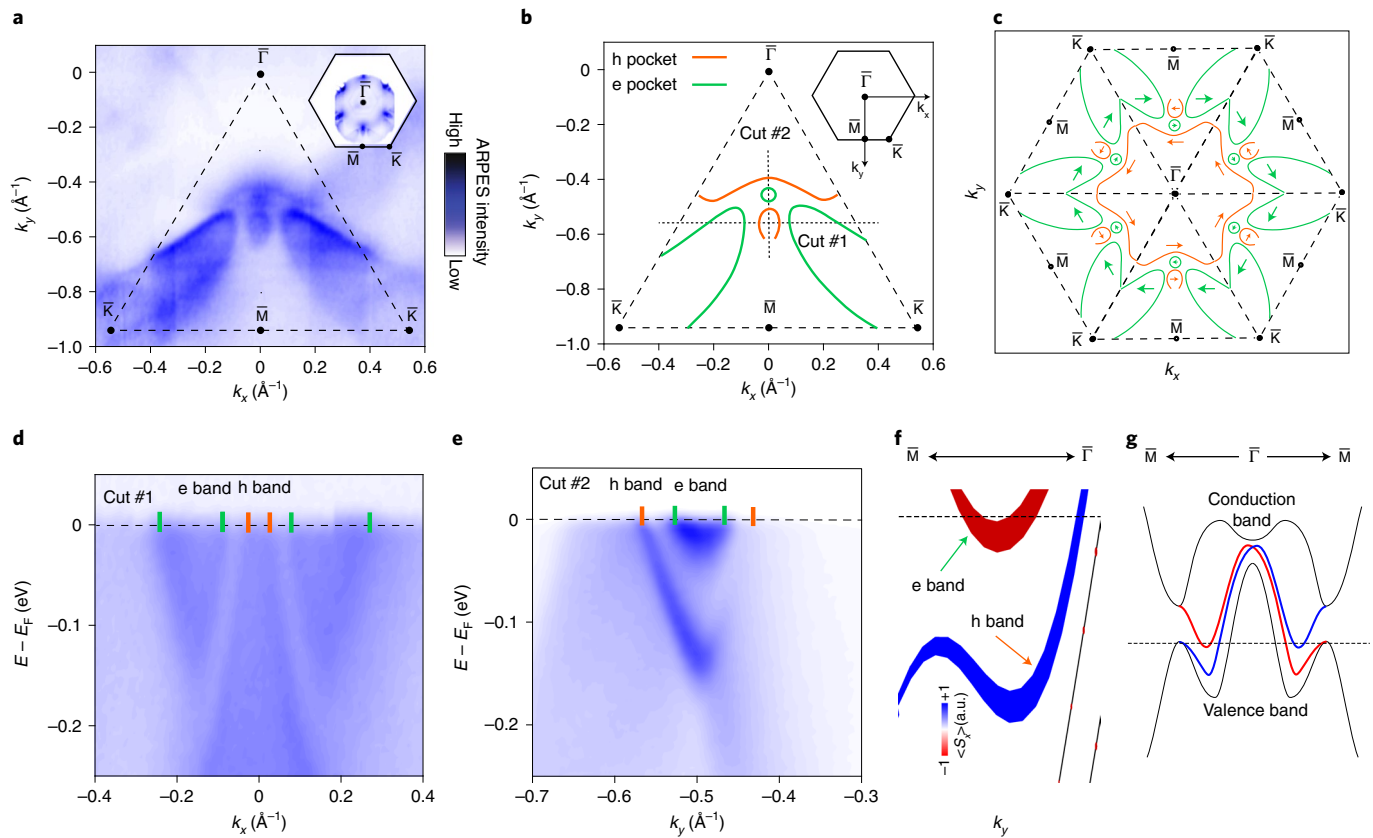 a
Γ̅
0
−0.2
−0.4
−0.6
−0.8
−1.0
k_y (Å⁻¹)
Γ̅
M̅
K̅
High
Low
ARPES intensity
K̅
M̅
K̅
−0.6
−0.4
−0.2
0
0.2
0.4
0.6
k_x (Å⁻¹)
b
h pocket
e pocket
Γ̅
0
−0.2
−0.4
−0.6
−0.8
−1.0
k_y (Å⁻¹)
Γ̅
k_x
M̅
K̅
k_y
Cut #2
Cut #1
K̅
M̅
K̅
−0.6
−0.4
−0.2
0
0.2
0.4
0.6
k_x (Å⁻¹)
c
K̅
M̅
K̅
M̅
M̅
Γ̅
K̅
K̅
M̅
M̅
K̅
M̅
K̅
k_y
k_x
d
Cut #1
e band
h band
0
−0.1
−0.2
E − E_F (eV)
−0.4
−0.2
0
0.2
0.4
k_x (Å⁻¹)
e
Cut #2
h band
e band
0
−0.1
−0.2
E − E_F (eV)
−0.7
−0.6
−0.5
−0.4
−0.3
k_y (Å⁻¹)
f
M̅
Γ̅
e band
h band
−1
+1
<S_x>(a.u.)
k_y
g
M̅
Γ̅
M̅
Conduction
band
Valence band